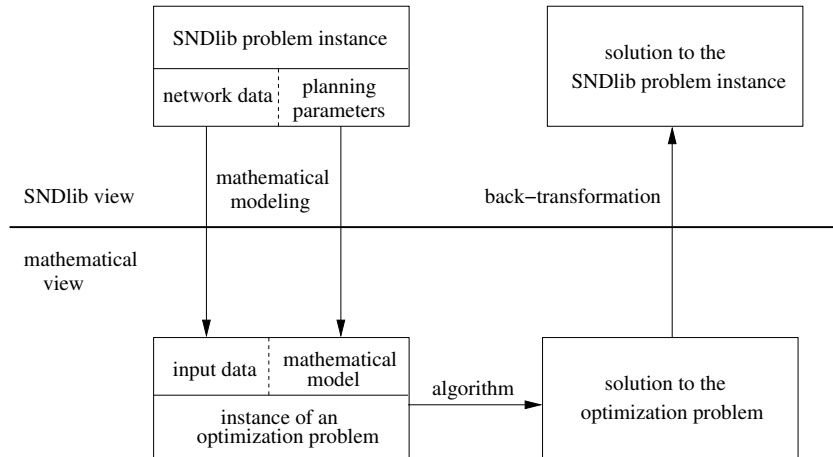 SNDlib problem instance
network data
planning
parameters
solution to the
SNDlib problem instance
mathematical
modeling
SNDlib view
back−transformation
mathematical
view
input data
mathematical
model
instance of an
optimization problem
algorithm
solution to the
optimization problem